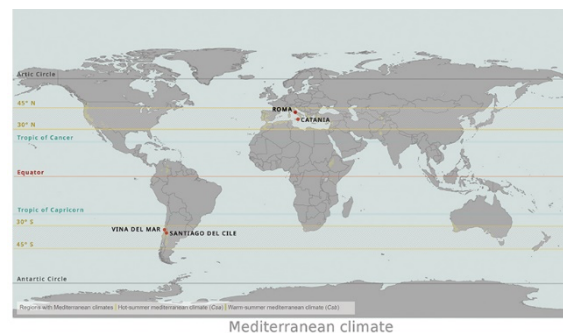 Artic Circle
45° N
ROMA
CATANIA
30° N
Tropic of Cancer
Equator
Tropic of Capricorn
30° S
VINA DEL MAR
SANTIAGO DEL CILE
45° S
Antartic Circle
Regions with Mediterranean climates Hot-summer mediterranean climate (Csa) Warm-summer mediterranean climate (Csb)
Mediterranean climate